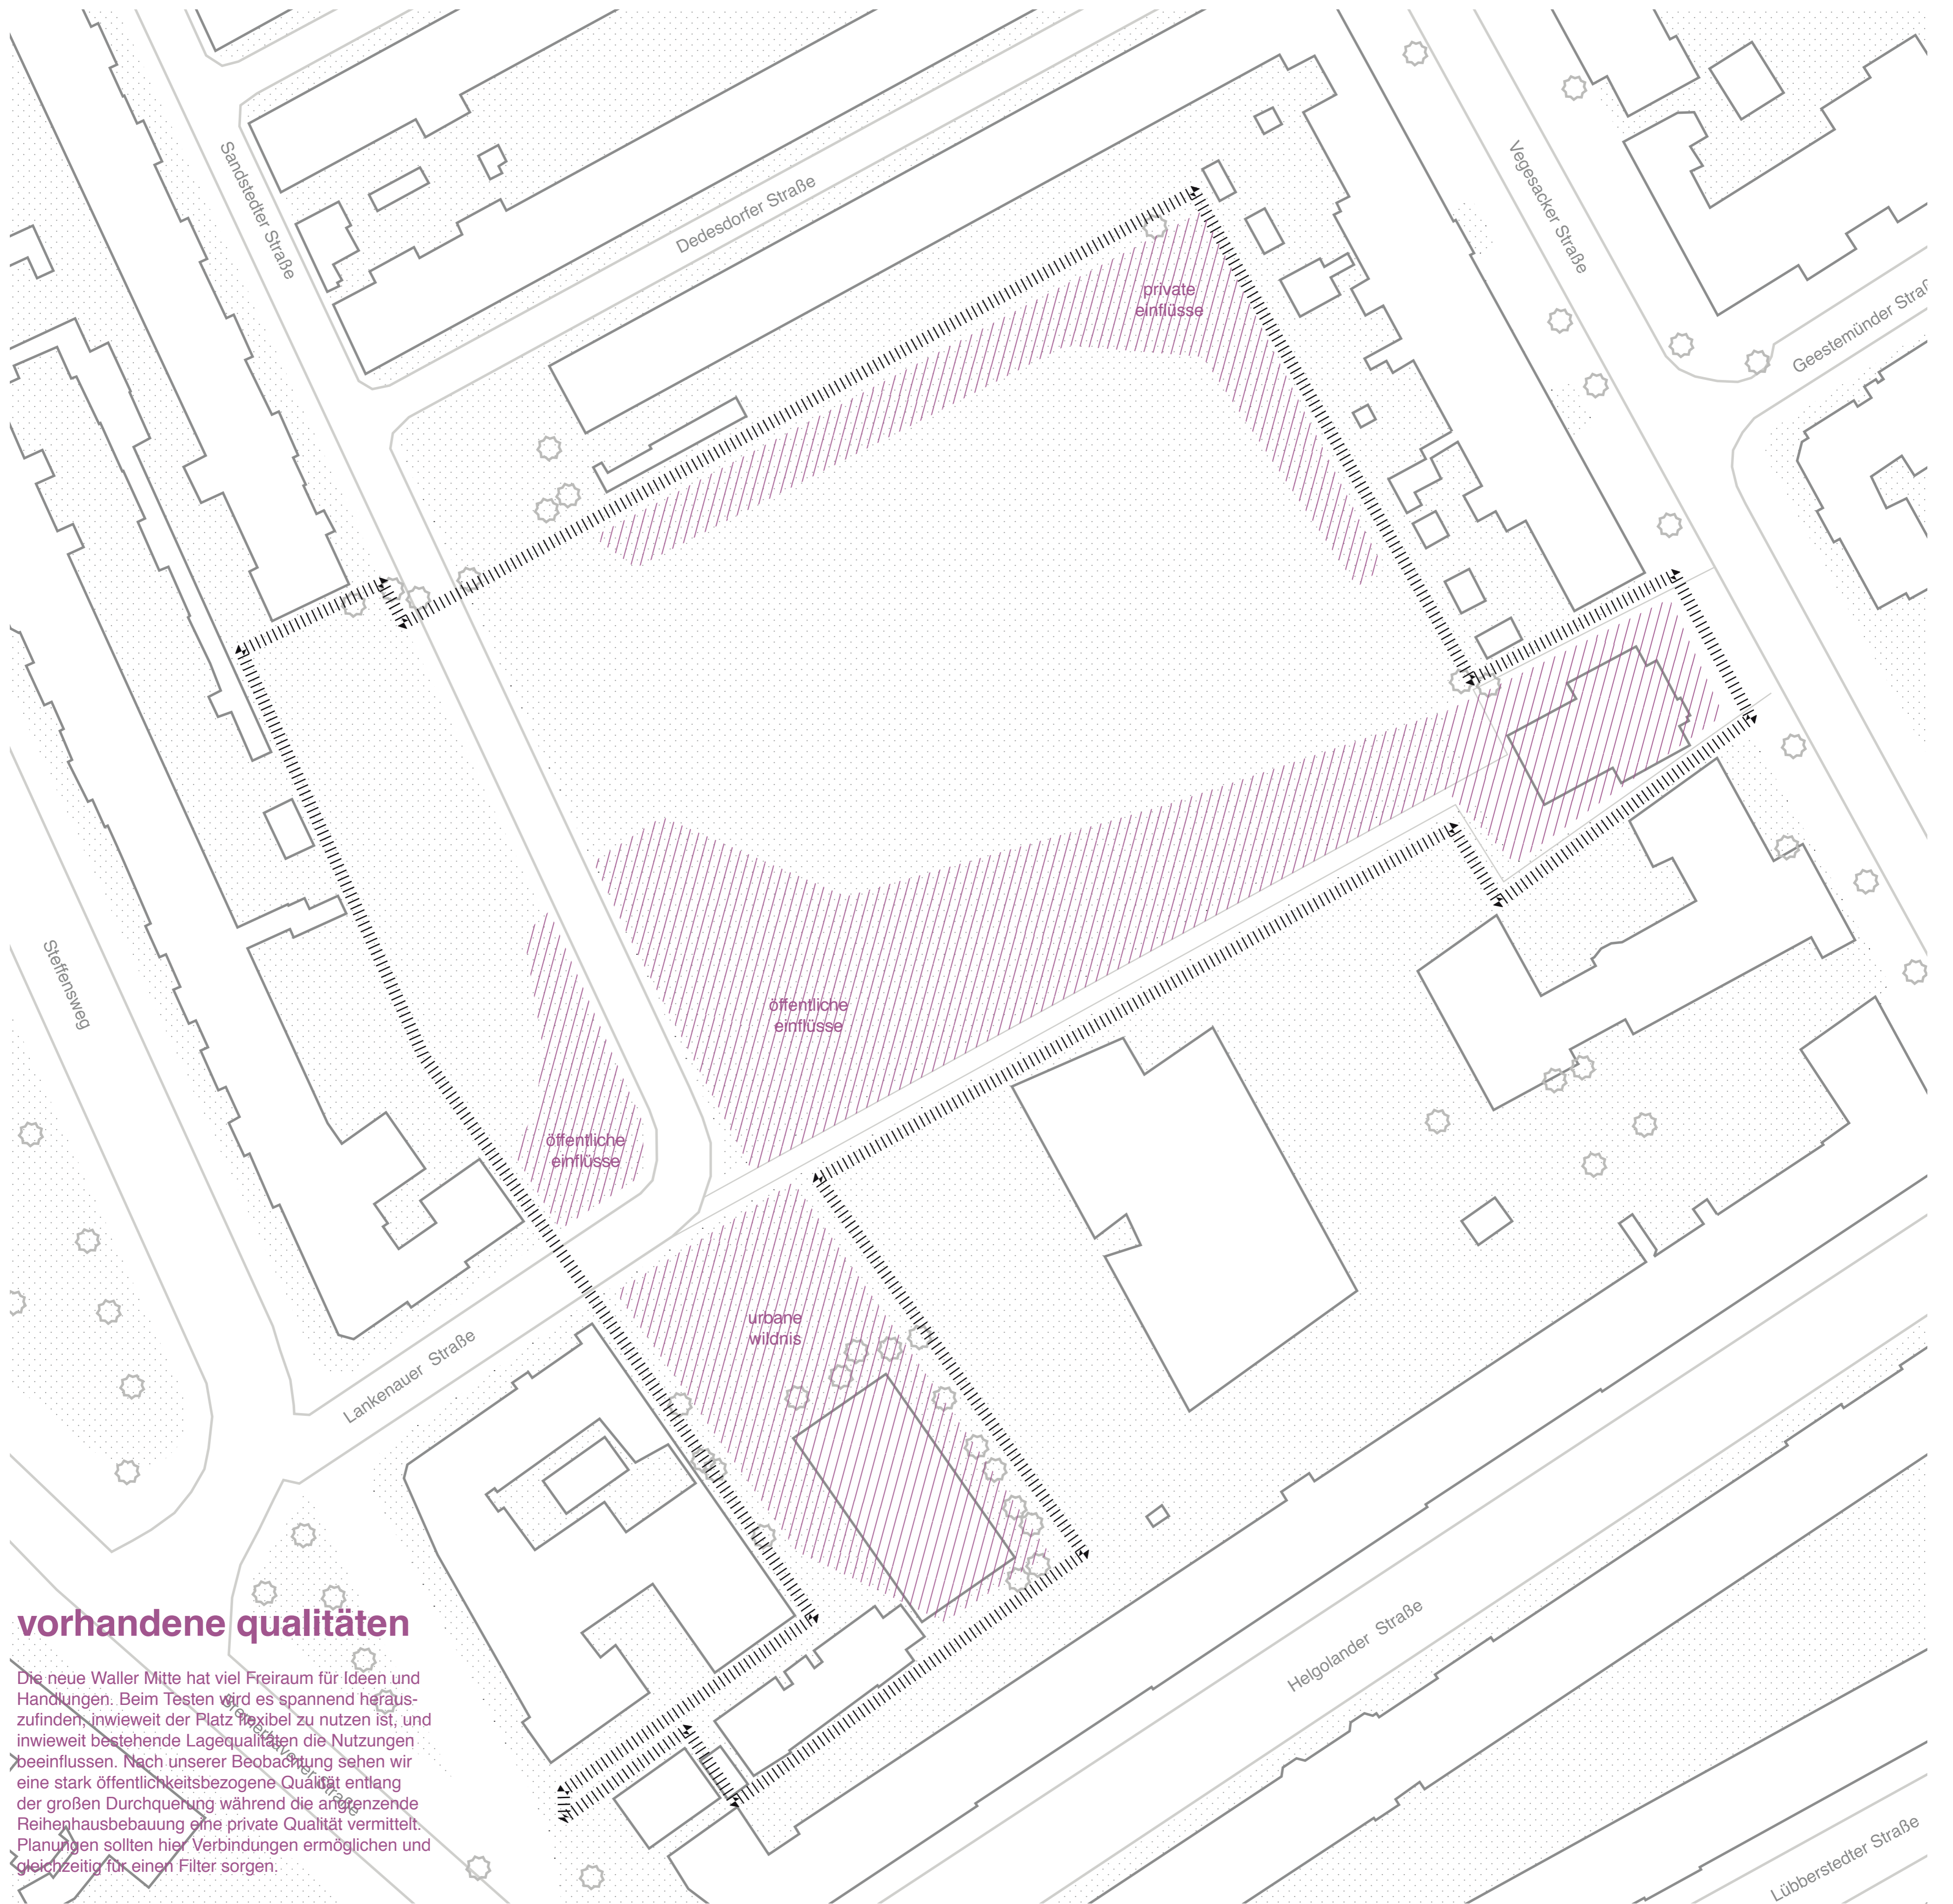 Sandstedter Straße
Dedesdorfer Straße
Vegesacker Straße
Geestemünder Straß
private
einflüsse
Steffensweg
öffentliche
einflüsse
öffentliche
einflüsse
urbane
wildnis
Lankenauer Straße
Helgolander Straße
Lübberstedter Straße
Bremerhavener Straße
vorhandene qualitäten
Die neue Waller Mitte hat viel Freiraum für Ideen und
Handlungen. Beim Testen wird es spannend heraus-
zufinden, inwieweit der Platz flexibel zu nutzen ist, und
inwieweit bestehende Lagequalitäten die Nutzungen
beeinflussen. Nach unserer Beobachtung sehen wir
eine stark öffentlichkeitsbezogene Qualität entlang
der großen Durchquerung während die angrenzende
Reihenhausbebauung eine private Qualität vermittelt.
Planungen sollten hier Verbindungen ermöglichen und
gleichzeitig für einen Filter sorgen.